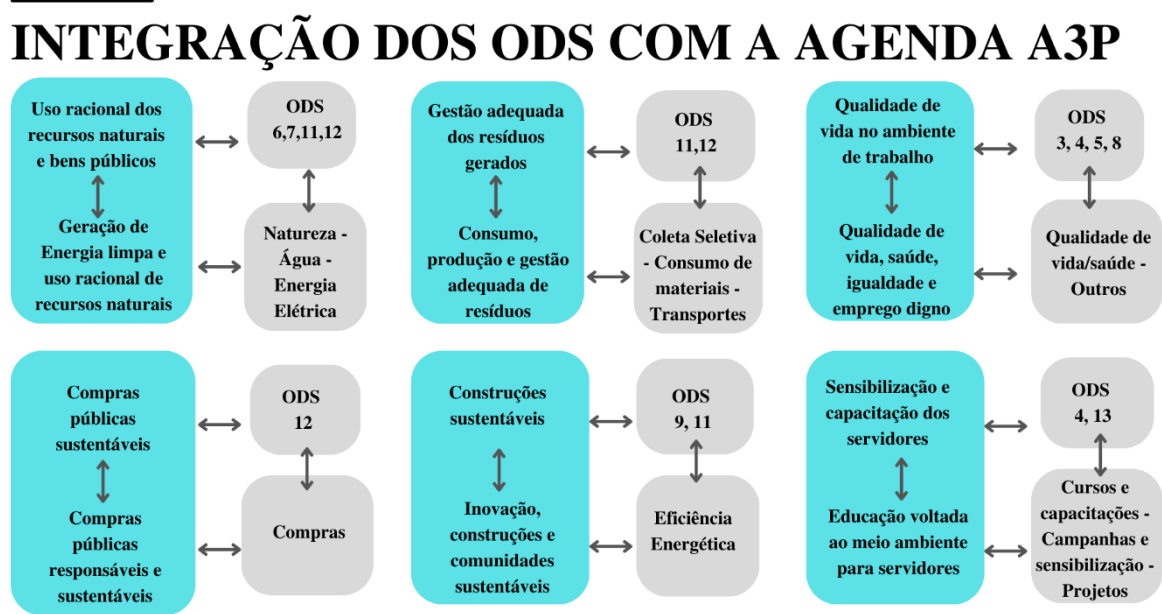 INTEGRAÇÃO DOS ODS COM A AGENDA A3P
Uso racional dos
recursos naturais
e bens públicos
Geração de
Energia limpa e
uso racional de
recursos naturais
ODS
6,7,11,12
Natureza -
Água -
Energia
Elétrica
Gestão adequada
dos resíduos
gerados
Consumo,
produção e gestão
adequada de
resíduos
ODS
11,12
Coleta Seletiva
- Consumo de
materiais -
Transportes
Qualidade de
vida no ambiente
de trabalho
Qualidade de
vida, saúde,
igualdade e
emprego digno
ODS
3, 4, 5, 8
Qualidade de
vida/saúde -
Outros
Compras
públicas
sustentáveis
Compras
públicas
responsáveis e
sustentáveis
ODS
12
Compras
Construções
sustentáveis
Inovação,
construções e
comunidades
sustentáveis
ODS
9, 11
Eficiência
Energética
Sensibilização e
capacitação dos
servidores
Educação voltada
ao meio ambiente
para servidores
ODS
4, 13
Cursos e
capacitações -
Campanhas e
sensibilização -
Projetos